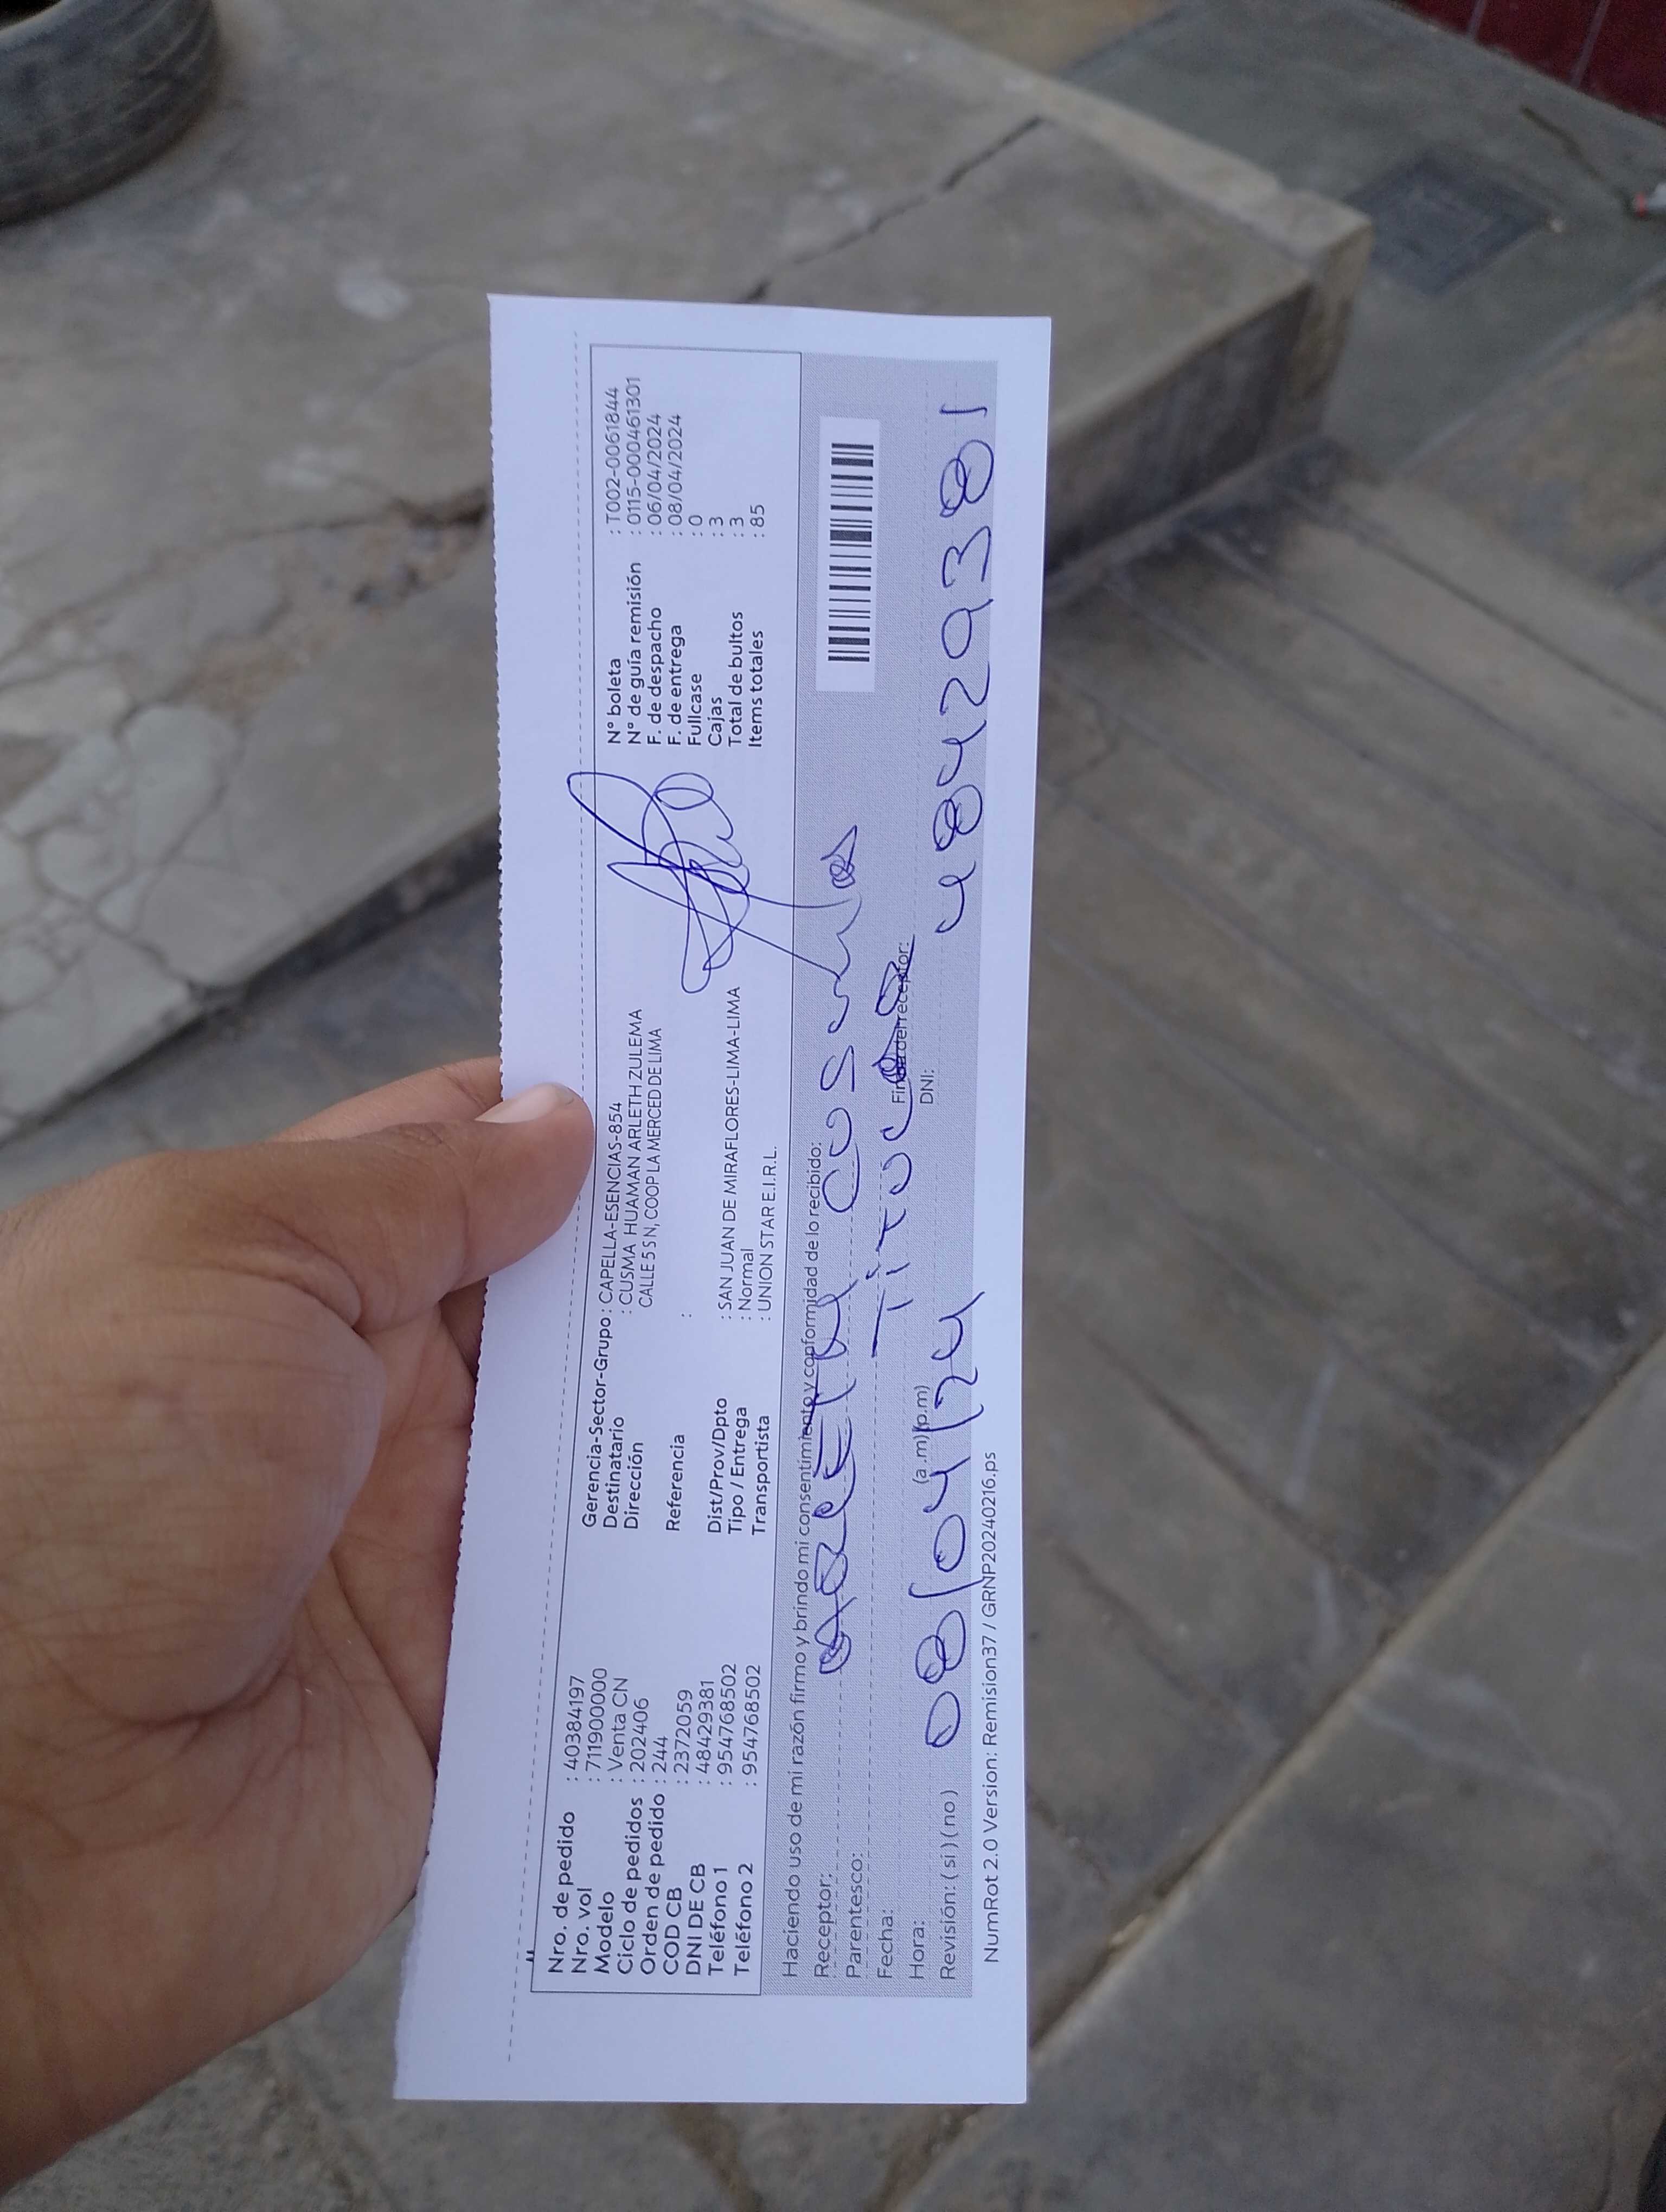 Nro. de pedido : 40384197
Nro. vol : 711900000
Modelo : Venta CN
Ciclo de pedidos : 202406
Orden de pedido : 244
COD CB : 2372059
DNI DE CB : 48429381
Teléfono 1 : 954768502
Teléfono 2 : 954768502
Gerencia-Sector-Grupo : CAPELLA-ESENCIAS-854
Destinatario : CUSMA HUAMAN ARLETH ZULEMA
Dirección CALLE 5 SN, COOP LA MERCED DE LIMA
Referencia :
Dist/Prov/Dpto : SAN JUAN DE MIRAFLORES-LIMA-LIMA
Tipo / Entrega : Normal
Transportista : UNION STAR E.I.R.L.
N° boleta : T002-0061844
N° de guía remisión : 0115-000461301
F. de despacho : 06/04/2024
F. de entrega : 08/04/2024
Fullcase : 0
Cajas : 3
Total de bultos : 3
Items totales : 85
Haciendo uso de mi razón firmo y brindo mi consentimiento y conformidad de lo recibido:
Receptor: ARLETH
Parentesco: Titular
Fecha: Firma del receptor:
Hora: (a.m) (p.m) DNI: 48429381
08/04/24
Revisión: ( si ) ( no )
NumRot 2.0 Version: Remision37 / GRNP20240216.ps